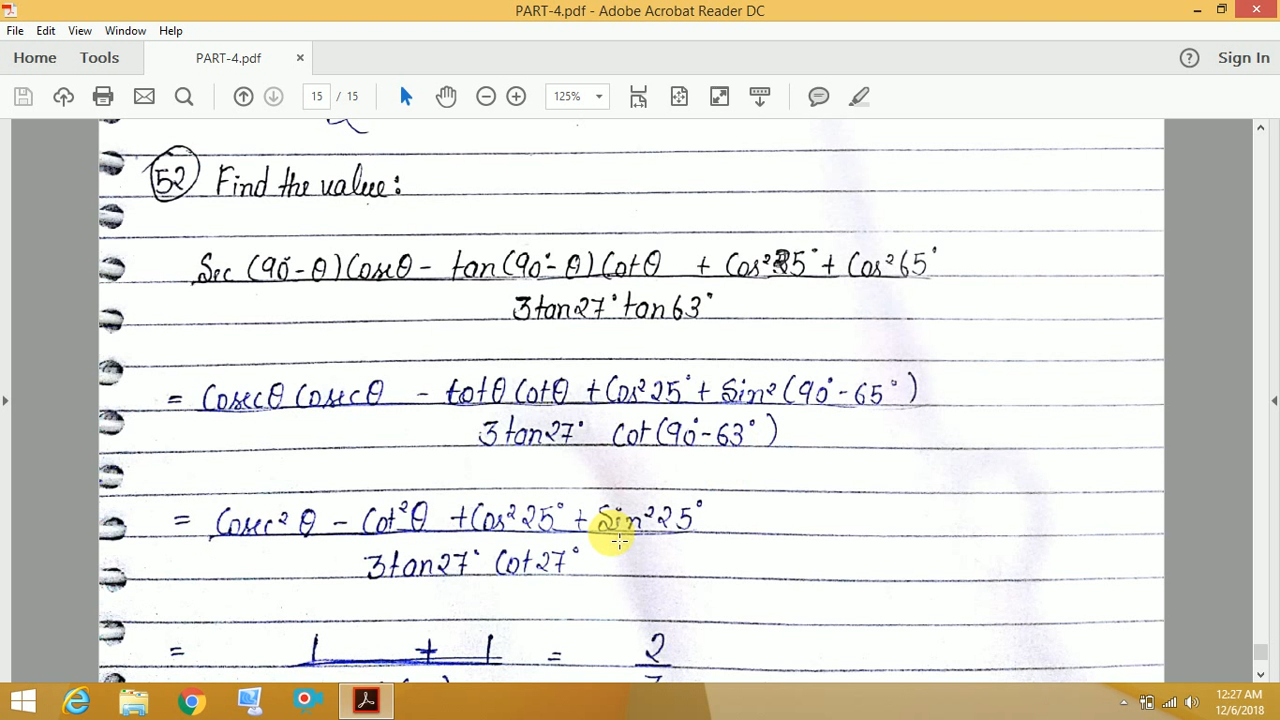 PART-4.pdf - Adobe Acrobat Reader DC
File Edit View Window Help
Home Tools PART-4.pdf × Sign In
15 / 15 125%
52 Find the value:
Sec (90°-θ) Cosecθ - tan(90°-θ) Cotθ + Cos²25° + Cos²65°
3tan27° tan63°
= Cosecθ Cosecθ - Cotθ Cotθ + Cos²25° + Sin²(90°-65°)
3tan27° Cot(90°-63°)
= Cosec²θ - Cot²θ + Cos²25° + Sin²25°
3tan27° Cot27°
= 1 + 1 = 2
12:27 AM
12/6/2018